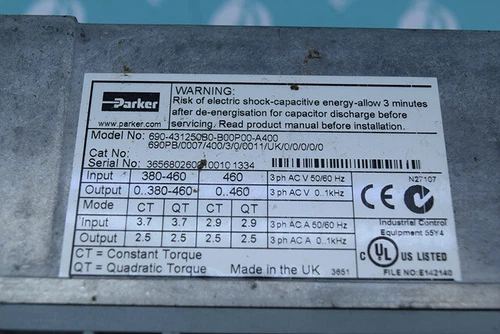 Parker
www.parker.com
WARNING:
Risk of electric shock-capacitive energy-allow 3 minutes
after de-energisation for capacitor discharge before
servicing. Read product manual before installation.
Model No: 690-431250B0-B00P00-A400
690PB/0007/400/3/0/0011/UK/0/0/0/0
Cat No:
Serial No: 0010 1334
Input 380-460 460 3 ph AC V 50/60 Hz
Output 0..380-460 0..460 3 ph AC V 0..1kHz
Mode CT QT CT QT
Input 3.7 3.7 2.9 2.9 3 ph AC A 50/60 Hz
Output 2.5 2.5 2.5 2.5 3 ph AC A 0..1kHz
CT = Constant Torque
QT = Quadratic Torque Made in the UK 3651
CE N27107
Industrial Control
Equipment 55Y4
C UL US LISTED
FILE NO:E142140